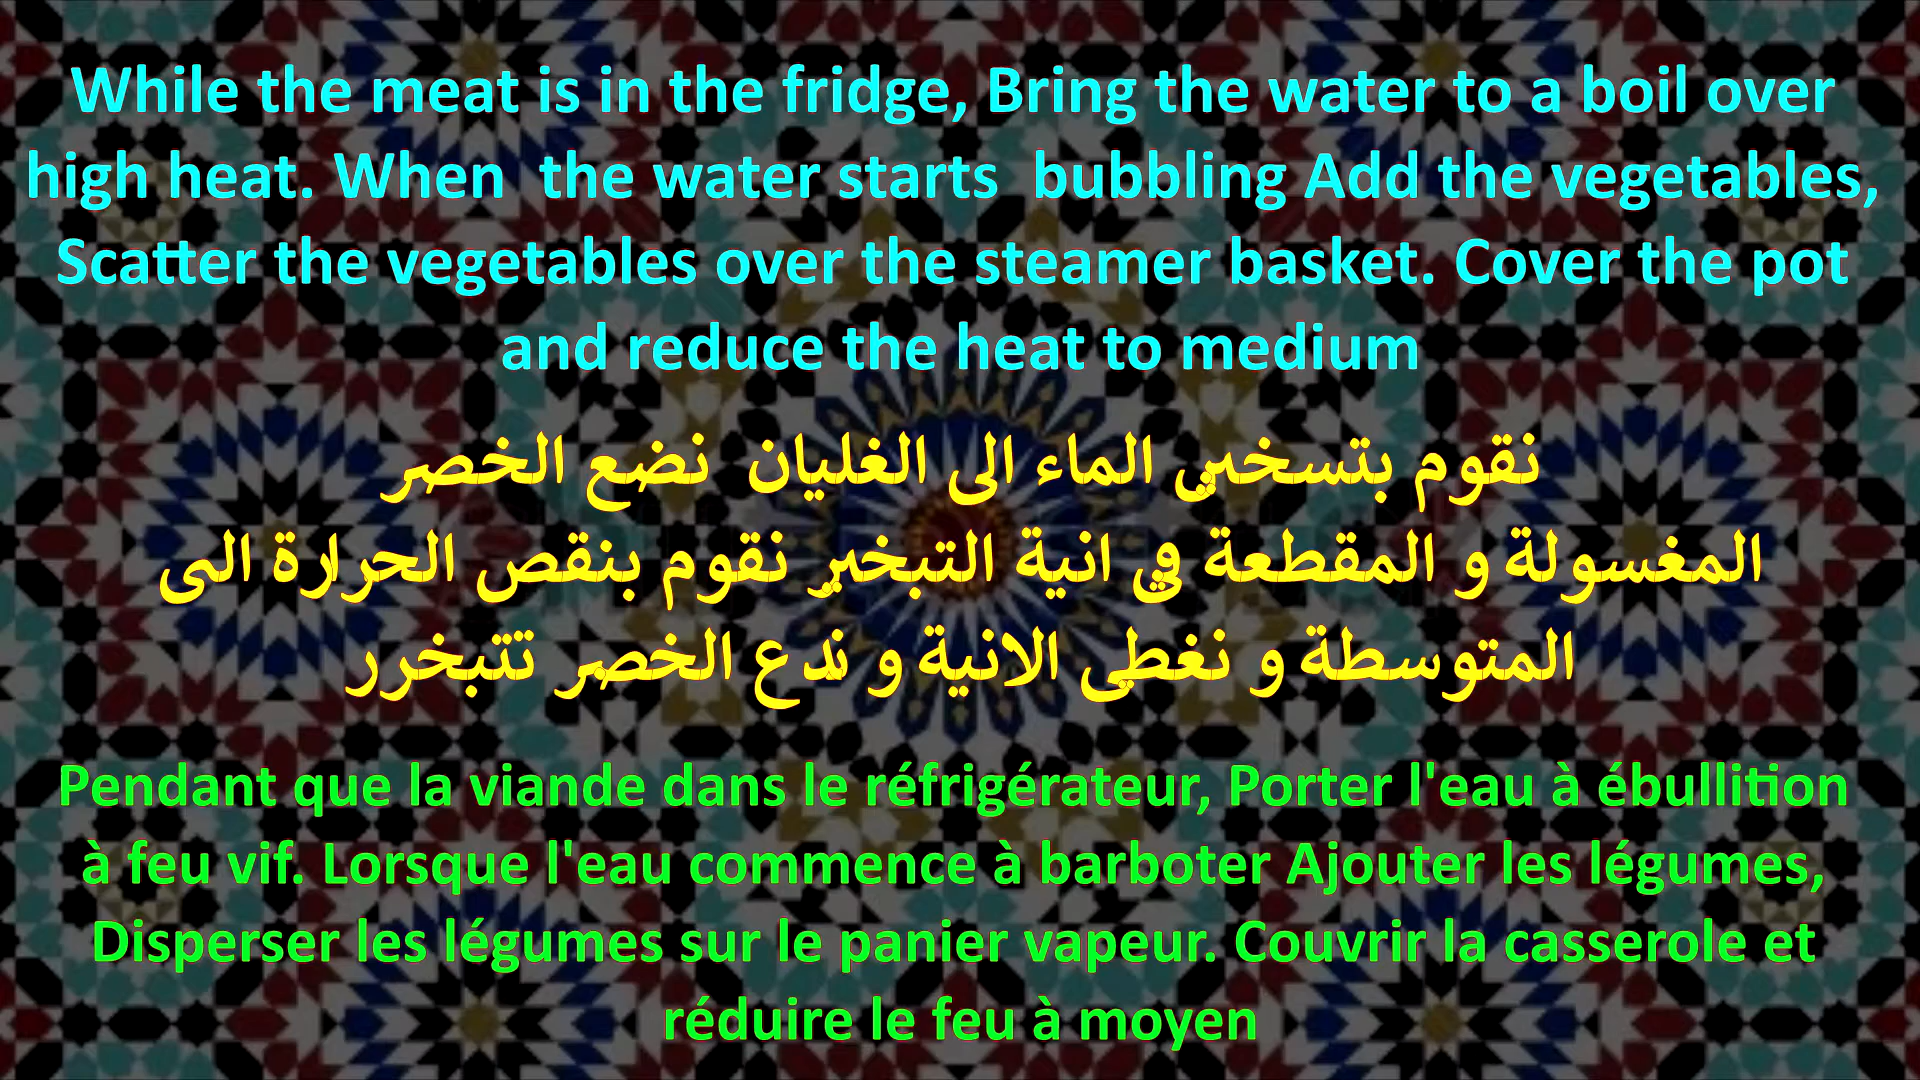 While the meat is in the fridge, Bring the water to a boil over
high heat. When  the water starts  bubbling Add the vegetables,
Scatter the vegetables over the steamer basket. Cover the pot
and reduce the heat to medium
نقوم بتسخين الماء الى الغليان  نضع الخصر
المغسولة و المقطعة في انية التبخير نقوم بنقص الحرارة الى
المتوسطة و نغطي الانية و ندع الخصر تتبخرر
Pendant que la viande dans le réfrigérateur, Porter l'eau à ébullition
à feu vif. Lorsque l'eau commence à barboter Ajouter les légumes,
Disperser les légumes sur le panier vapeur. Couvrir la casserole et
réduire le feu à moyen